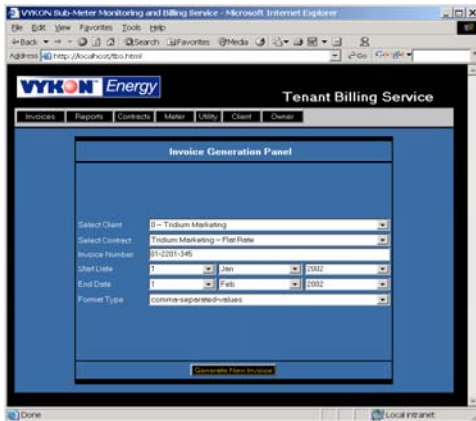 VYKON Sub-Meter Monitoring and Billing Service - Microsoft Internet Explorer
File Edit View Favorites Tools Help
Back Search Favorites Media
Address http://localhost/tbs.html Go Google
VYKON Energy
Tenant Billing Service
Invoices Reports Contracts Meter Utility Client Owner
Invoice Generation Panel
Select Client 0 -- Tridium Marketing
Select Contract Tridium Marketing -- Flat Rate
Invoice Number 01-2201-345
Start Date 1 Jan 2002
End Date 1 Feb 2002
Format Type comma-separated-values
Generate New Invoice
Done Local intranet